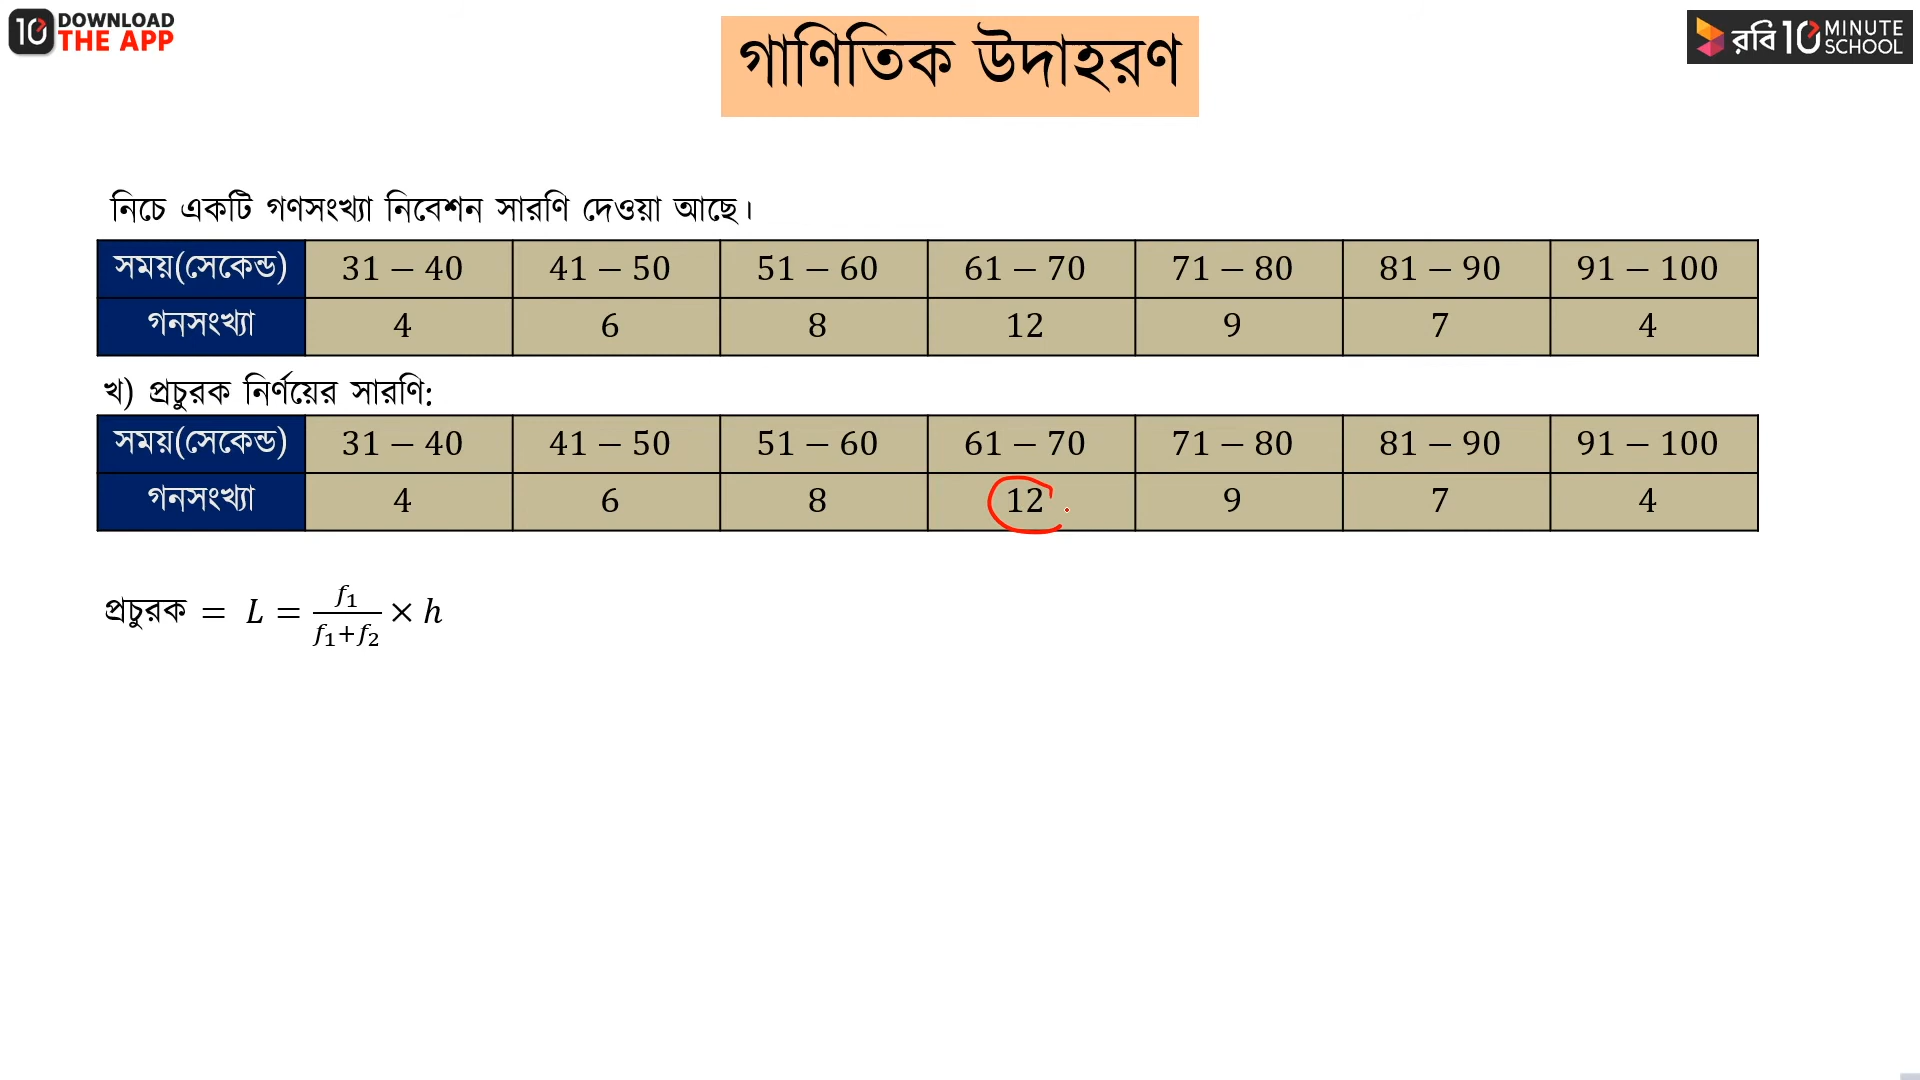 10 DOWNLOAD THE APP
গাণিতিক উদাহরণ
রবি 10 MINUTE SCHOOL
নিচে একটি গণসংখ্যা নিবেশন সারণি দেওয়া আছে।
সময়(সেকেন্ড) 31 – 40 41 – 50 51 – 60 61 – 70 71 – 80 81 – 90 91 – 100
গনসংখ্যা 4 6 8 12 9 7 4
খ) প্রচুরক নির্ণয়ের সারণি:
সময়(সেকেন্ড) 31 – 40 41 – 50 51 – 60 61 – 70 71 – 80 81 – 90 91 – 100
গনসংখ্যা 4 6 8 12 9 7 4
প্রচুরক = L = f₁/(f₁+f₂) × h